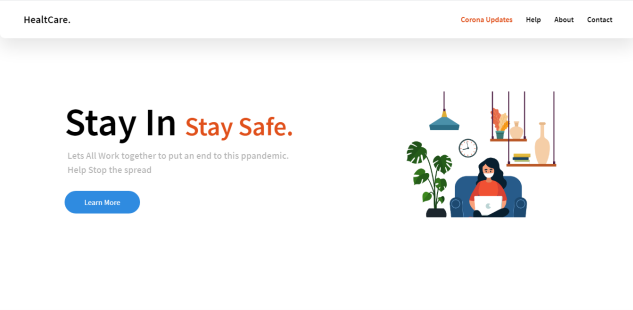 HealtCare.
Corona Updates Help About Contact
Stay In Stay Safe.
Lets All Work together to put an end to this ppandemic.
Help Stop the spread
Learn More